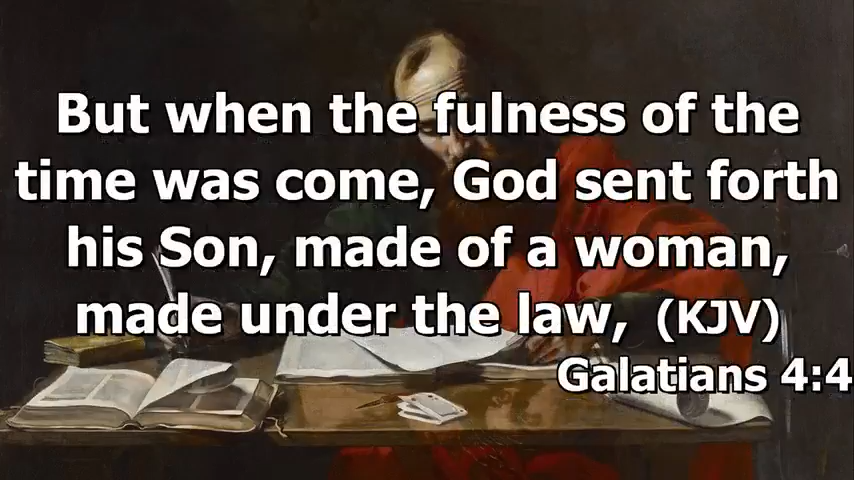 But when the fulness of the
time was come, God sent forth
his Son, made of a woman,
made under the law, (KJV)
Galatians 4:4